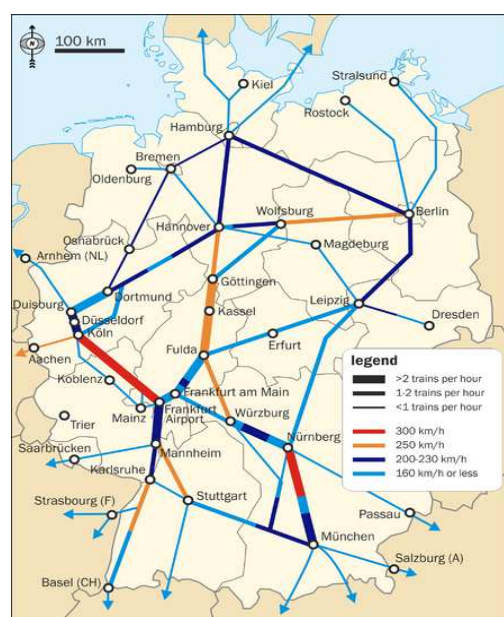 100 km
N
Kiel
Stralsund
Rostock
Hamburg
Bremen
Oldenburg
Hannover
Wolfsburg
Berlin
Osnabrück
Magdeburg
Arnhem (NL)
Göttingen
Dortmund
Leipzig
Duisburg
Düsseldorf
Köln
Kassel
Dresden
Aachen
Fulda
Erfurt
legend
>2 trains per hour
1-2 trains per hour
<1 trains per hour
300 km/h
250 km/h
200-230 km/h
160 km/h or less
Koblenz
Frankfurt am Main
Mainz
Frankfurt
Airport
Würzburg
Trier
Nürnberg
Saarbrücken
Mannheim
Karlsruhe
Stuttgart
Strasbourg (F)
Passau
München
Salzburg (A)
Basel (CH)